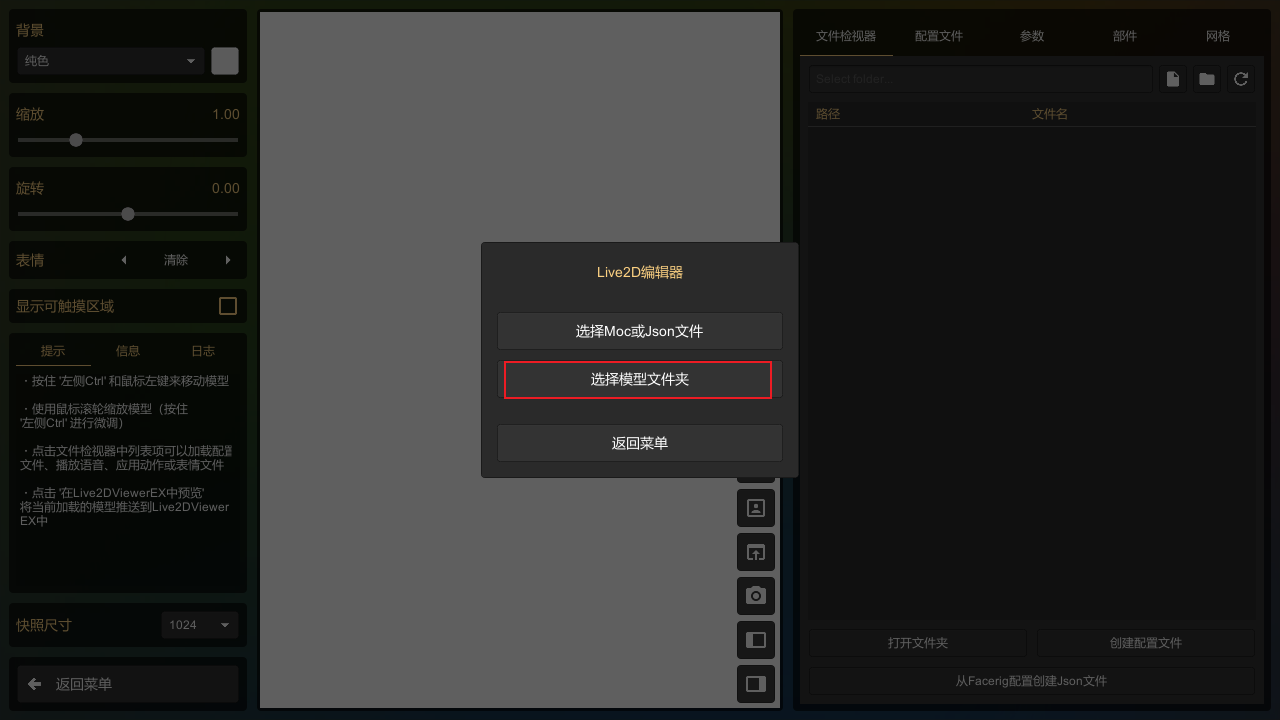 背景
纯色
缩放 1.00
旋转 0.00
表情 清除
显示可触摸区域
提示 信息 日志
· 按住 '左侧Ctrl' 和鼠标左键来移动模型
· 使用鼠标滚轮缩放模型（按住
'左侧Ctrl' 进行微调）
· 点击文件检视器中列表项可以加载配置
文件、播放语音、应用动作或表情文件
· 点击 '在Live2DViewerEX中预览'
将当前加载的模型推送到Live2DViewer
EX中
快照尺寸 1024
返回菜单
Live2D编辑器
选择Moc或Json文件
选择模型文件夹
返回菜单
文件检视器 配置文件 参数 部件 网格
Select folder...
路径 文件名
打开文件夹 创建配置文件
从Facerig配置创建Json文件